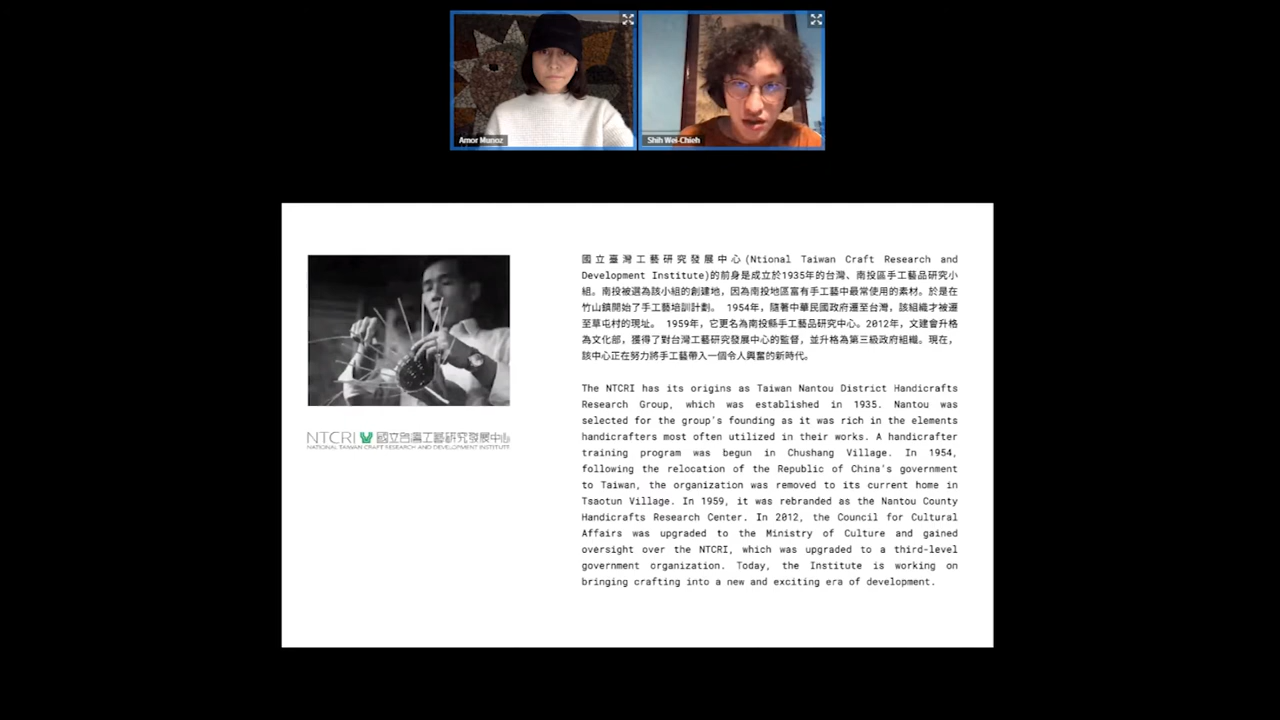 Amor Munoz
Shih Wei-Chieh
國立臺灣工藝研究發展中心(Ntional Taiwan Craft Research and
Development Institute)的前身是成立於1935年的台灣、南投區手工藝品研究小
組。南投被選為該小組的創建地，因為南投地區富有手工藝中最常使用的素材。於是在
竹山鎮開始了手工藝培訓計劃。 1954年，隨著中華民國政府遷至台灣，該組織才被遷
至草屯村的現址。 1959年，它更名為南投縣手工藝品研究中心。2012年，文建會升格
為文化部，獲得了對台灣工藝研究發展中心的監督，並升格為第三級政府組織。現在，
該中心正在努力將手工藝帶入一個令人興奮的新時代。
The NTCRI has its origins as Taiwan Nantou District Handicrafts
Research Group, which was established in 1935. Nantou was
selected for the group's founding as it was rich in the elements
handicrafters most often utilized in their works. A handicrafter
training program was begun in Chushang Village. In 1954,
following the relocation of the Republic of China's government
to Taiwan, the organization was removed to its current home in
Tsaotun Village. In 1959, it was rebranded as the Nantou County
Handicrafts Research Center. In 2012, the Council for Cultural
Affairs was upgraded to the Ministry of Culture and gained
oversight over the NTCRI, which was upgraded to a third-level
government organization. Today, the Institute is working on
bringing crafting into a new and exciting era of development.
NTCRI 國立台灣工藝研究發展中心
NATIONAL TAIWAN CRAFT RESEARCH AND DEVELOPMENT INSTITUTE